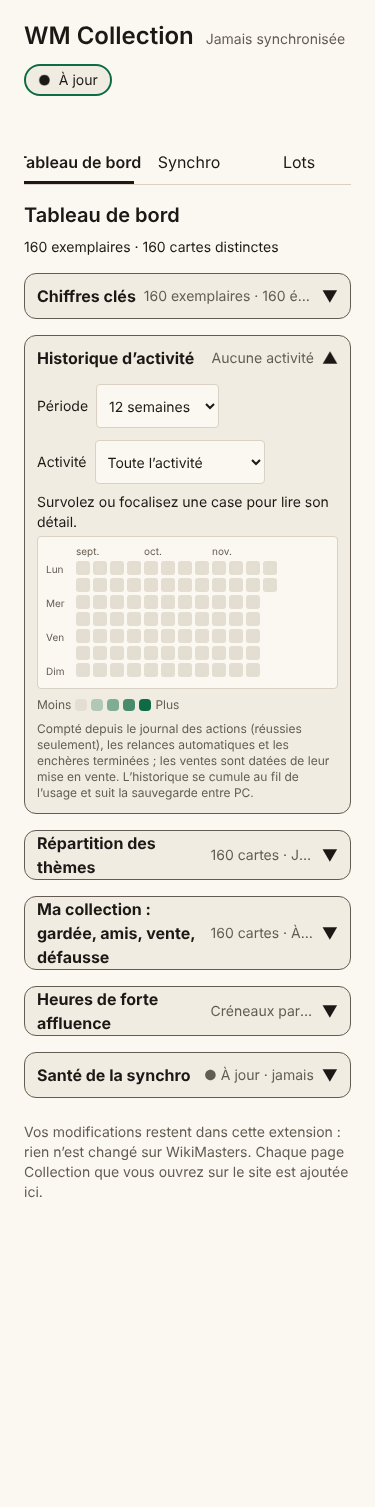 WM Collection Jamais synchronisée
À jour
Tableau de bord Synchro Lots
Tableau de bord
160 exemplaires · 160 cartes distinctes
Chiffres clés 160 exemplaires · 160 é... ▼
Historique d’activité Aucune activité ▲
Période 12 semaines
Activité Toute l’activité
Survolez ou focalisez une case pour lire son
détail.
sept. oct. nov.
Lun
Mer
Ven
Dim
Moins Plus
Compté depuis le journal des actions (réussies
seulement), les relances automatiques et les
enchères terminées ; les ventes sont datées de leur
mise en vente. L’historique se cumule au fil de
l’usage et suit la sauvegarde entre PC.
Répartition des
thèmes 160 cartes · J... ▼
Ma collection :
gardée, amis, vente, 160 cartes · À... ▼
défausse
Heures de forte
affluence Créneaux par... ▼
Santé de la synchro ● À jour · jamais ▼
Vos modifications restent dans cette extension :
rien n’est changé sur WikiMasters. Chaque page
Collection que vous ouvrez sur le site est ajoutée
ici.